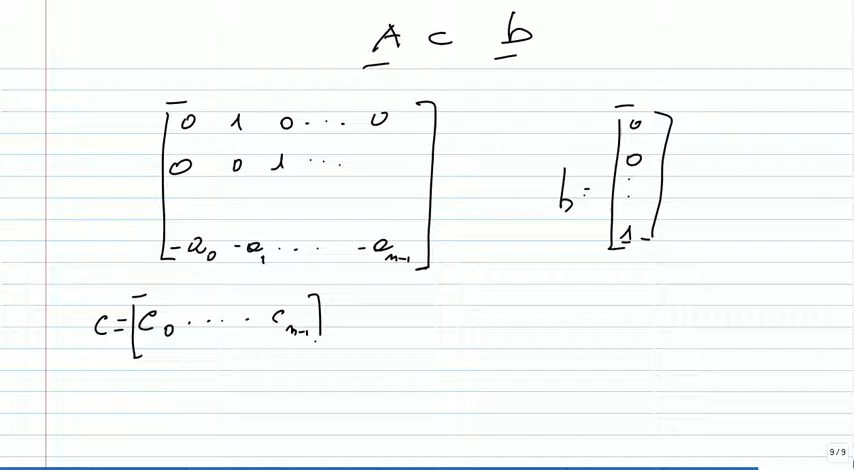 A c b
0 1 0 ... 0
0 0 1 ...
-a₀ -a₁ ... -aₙ₋₁
b = [0 0 ⋮ 1]
c = [c₀ ..... cₙ₋₁]
9/9